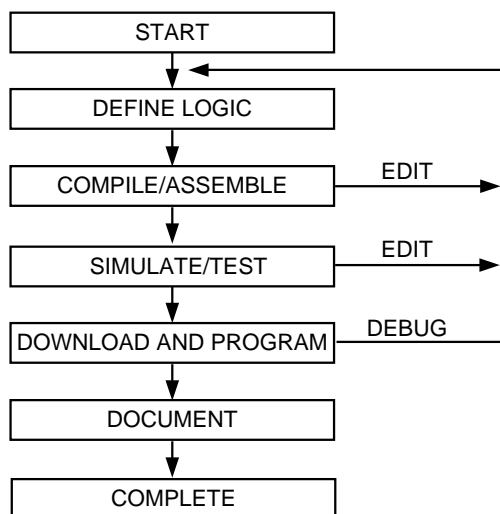 START
DEFINE LOGIC
COMPILE/ASSEMBLE
EDIT
SIMULATE/TEST
EDIT
DOWNLOAD AND PROGRAM
DEBUG
DOCUMENT
COMPLETE